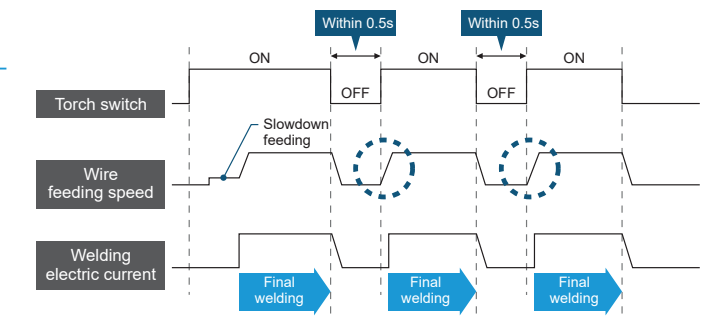 Within 0.5s
Within 0.5s
ON
ON
ON
OFF
OFF
Torch switch
Slowdown
feeding
Wire
feeding speed
Welding
electric current
Final
welding
Final
welding
Final
welding